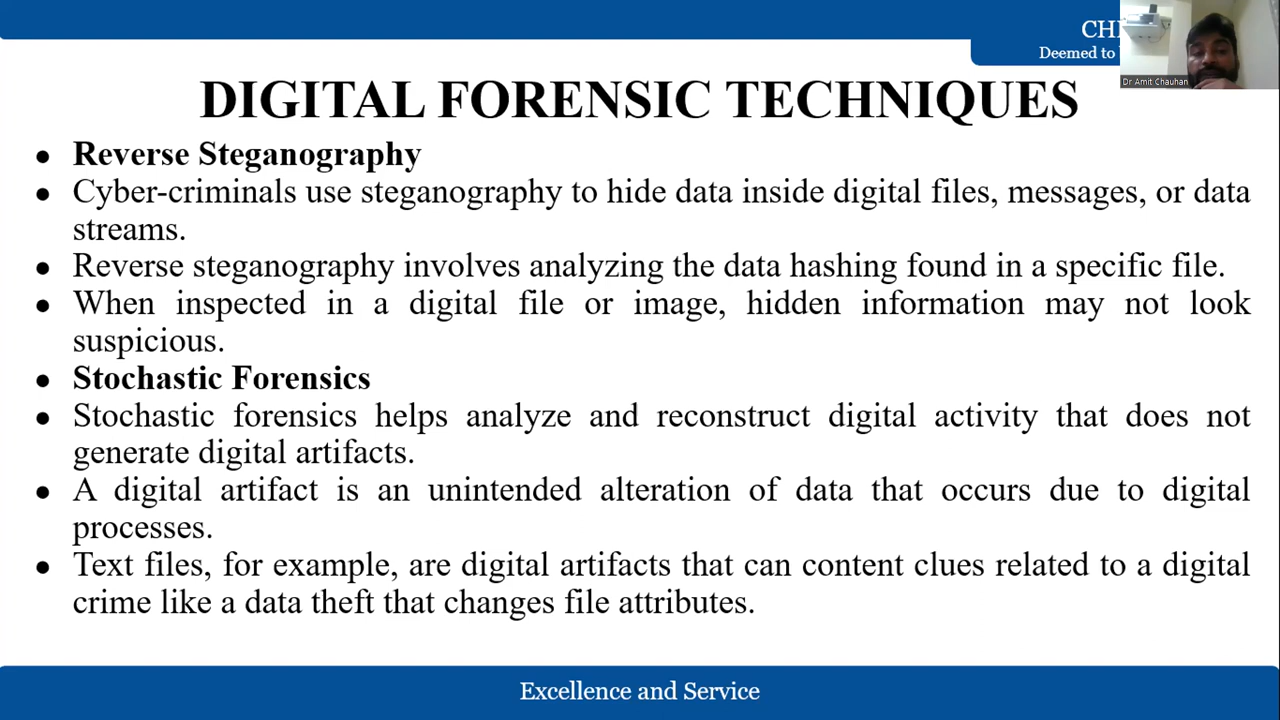 CH
Deemed to
Dr Amit Chauhan
DIGITAL FORENSIC TECHNIQUES
● Reverse Steganography
● Cyber-criminals use steganography to hide data inside digital files, messages, or data
streams.
● Reverse steganography involves analyzing the data hashing found in a specific file.
● When inspected in a digital file or image, hidden information may not look
suspicious.
● Stochastic Forensics
● Stochastic forensics helps analyze and reconstruct digital activity that does not
generate digital artifacts.
● A digital artifact is an unintended alteration of data that occurs due to digital
processes.
● Text files, for example, are digital artifacts that can content clues related to a digital
crime like a data theft that changes file attributes.
Excellence and Service